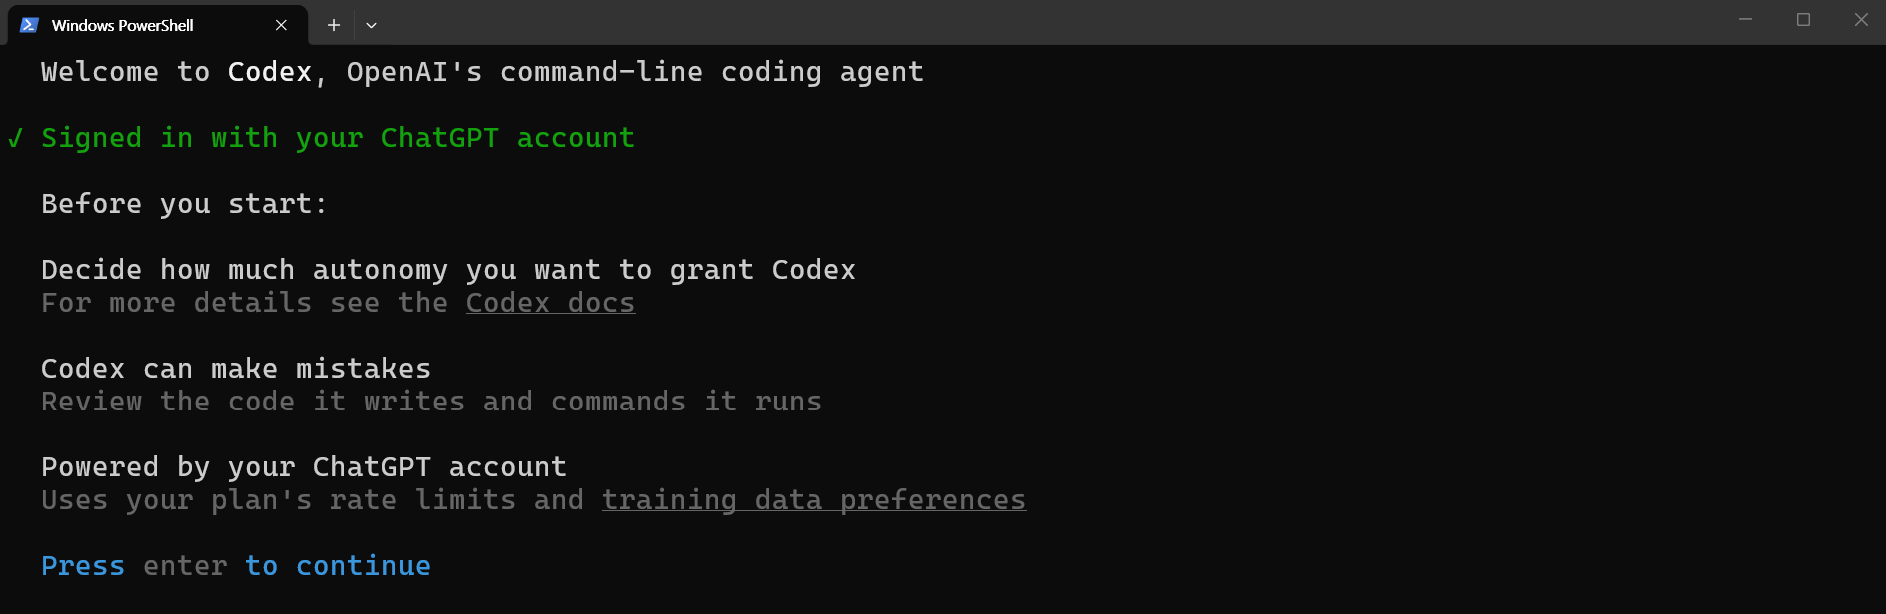 Windows PowerShell
Welcome to Codex, OpenAI's command-line coding agent
✓ Signed in with your ChatGPT account
Before you start:
Decide how much autonomy you want to grant Codex
For more details see the Codex docs
Codex can make mistakes
Review the code it writes and commands it runs
Powered by your ChatGPT account
Uses your plan's rate limits and training data preferences
Press enter to continue